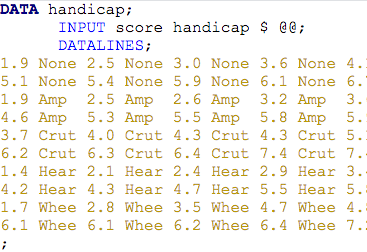 DATA handicap;
INPUT score handicap $ @@;
DATALINES;
1.9 None 2.5 None 3.0 None 3.6 None
5.1 None 5.4 None 5.9 None 6.1 None
1.9 Amp 2.5 Amp 2.6 Amp 3.2 Amp
4.6 Amp 5.3 Amp 5.5 Amp 5.8 Amp
3.7 Crut 4.0 Crut 4.3 Crut 4.3 Crut
6.2 Crut 6.3 Crut 6.4 Crut 7.4 Crut
1.4 Hear 2.1 Hear 2.4 Hear 2.9 Hear
4.2 Hear 4.3 Hear 4.7 Hear 5.5 Hear
1.7 Whee 2.8 Whee 3.5 Whee 4.7 Whee
6.1 Whee 6.1 Whee 6.2 Whee 6.4 Whee
;